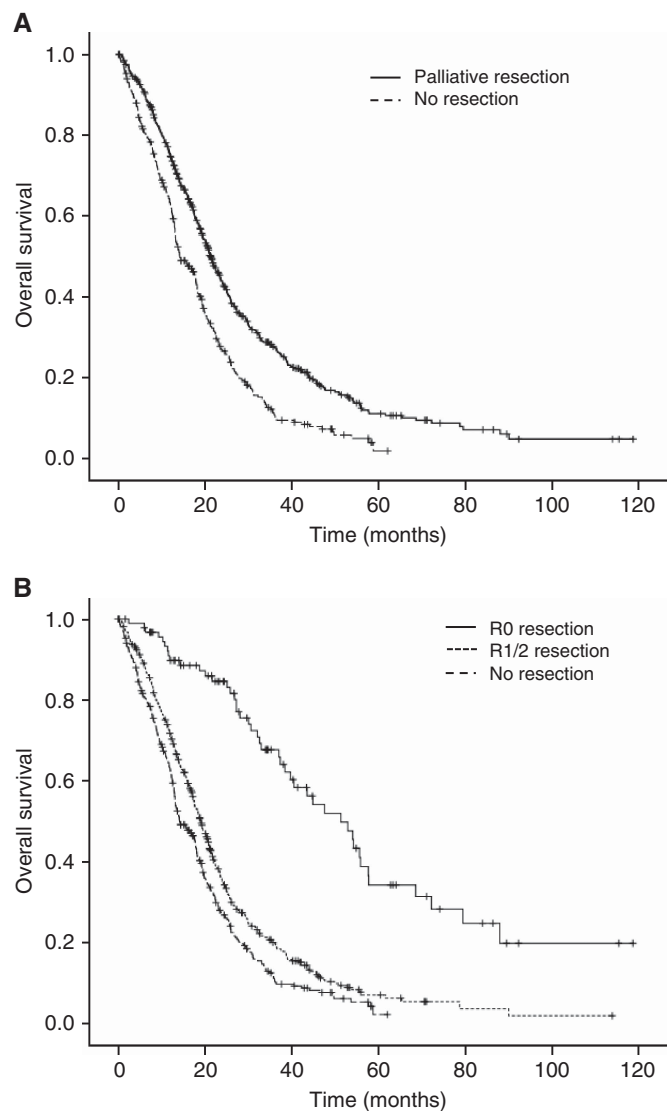 A
1.0
0.8
0.6
0.4
0.2
0.0
Overall survival
Palliative resection
No resection
0 20 40 60 80 100 120
Time (months)
B
1.0
0.8
0.6
0.4
0.2
0.0
Overall survival
R0 resection
R1/2 resection
No resection
0 20 40 60 80 100 120
Time (months)